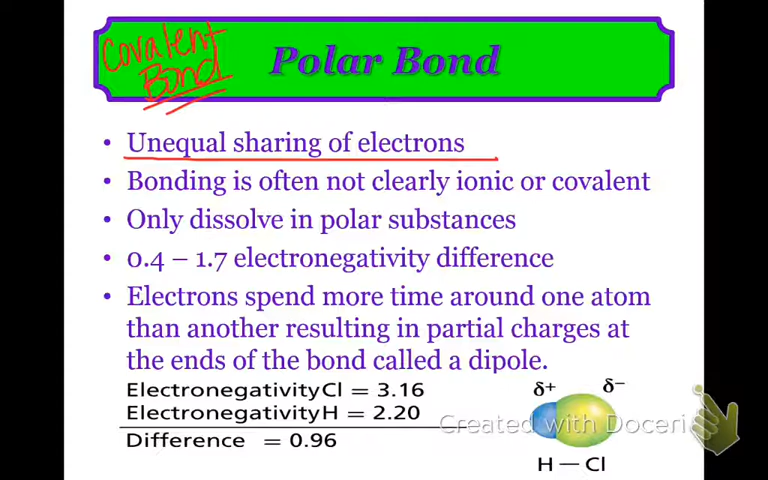 Covalent
Bond
Polar Bond
• Unequal sharing of electrons
• Bonding is often not clearly ionic or covalent
• Only dissolve in polar substances
• 0.4 – 1.7 electronegativity difference
• Electrons spend more time around one atom
than another resulting in partial charges at
the ends of the bond called a dipole.
Electronegativity Cl = 3.16
Electronegativity H = 2.20
Difference = 0.96
δ+ δ−
Created with Doceri
H — Cl